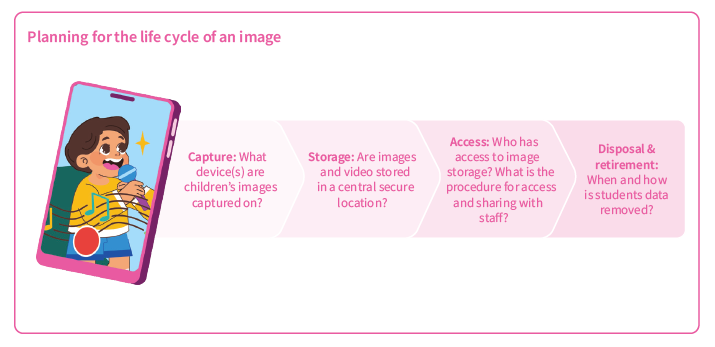 Planning for the life cycle of an image
Capture: What
device(s) are
children's images
captured on?
Storage: Are images
and video stored
in a central secure
location?
Access: Who has
access to image
storage? What is the
procedure for access
and sharing with
staff?
Disposal &
retirement:
When and how
is students data
removed?